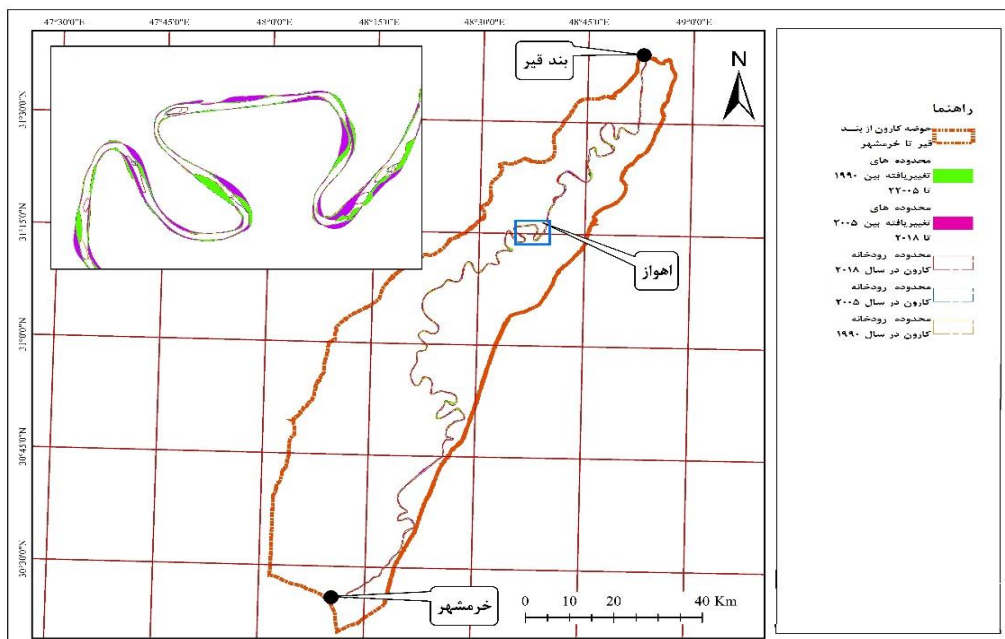 47°30'0"E 47°45'0"E 48°0'0"E 48°15'0"E 48°30'0"E 48°45'0"E 49°0'0"E
31°30'0"N
31°15'0"N
31°0'0"N
30°45'0"N
30°30'0"N
بند قیر
N
اهواز
خرمشهر
0 10 20 40 Km
راهنما
حوضه کارون از بند
قیر تا خرمشهر
محدوده های
تغییریافته بین ۱۹۹۰
تا ۲۲۰۰۵
محدوده های
تغییریافته بین ۲۰۰۵
تا ۲۰۱۸
محدوده رودخانه
کارون در سال ۲۰۱۸
محدوده رودخانه
کارون در سال ۲۰۰۵
محدوده رودخانه
کارون در سال ۱۹۹۰